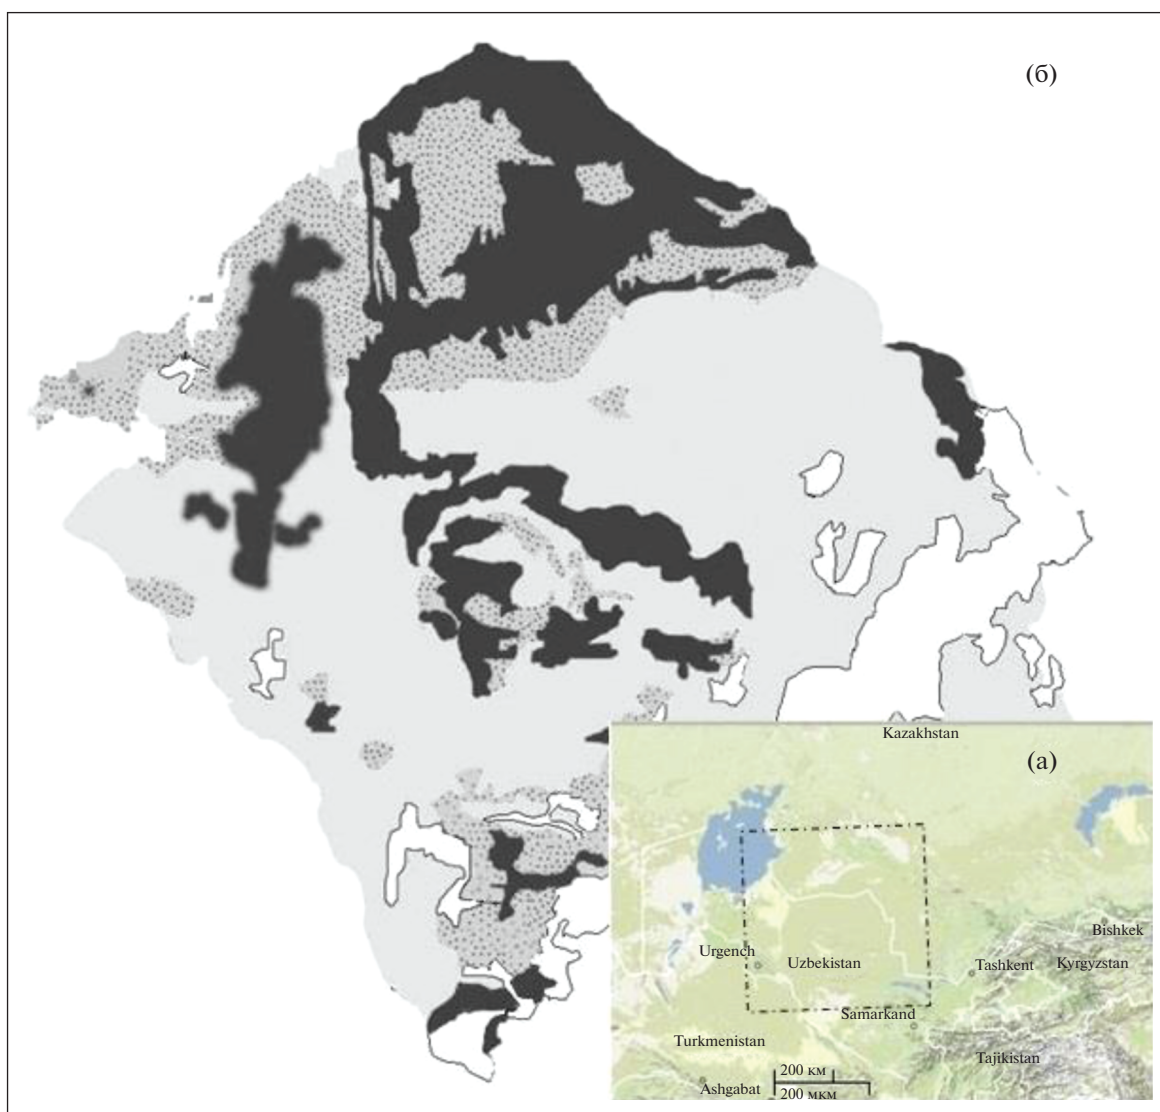 (б)
Kazakhstan
(а)
Bishkek
Urgench
Uzbekistan
Tashkent
Kyrgyzstan
Samarkand
Turkmenistan
Tajikistan
200 км
Ashgabat
200 мкм